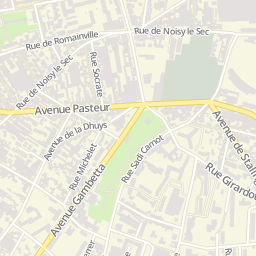 Rue de Noisy le Sec
Rue de Romainville
Rue Socrate
Rue de Noisy le Sec
Avenue Pasteur
Avenue de la Dhuys
Avenue de Stalin
Rue Michelet
Rue Sadi Carnot
Rue Girardo
Avenue Gambetta